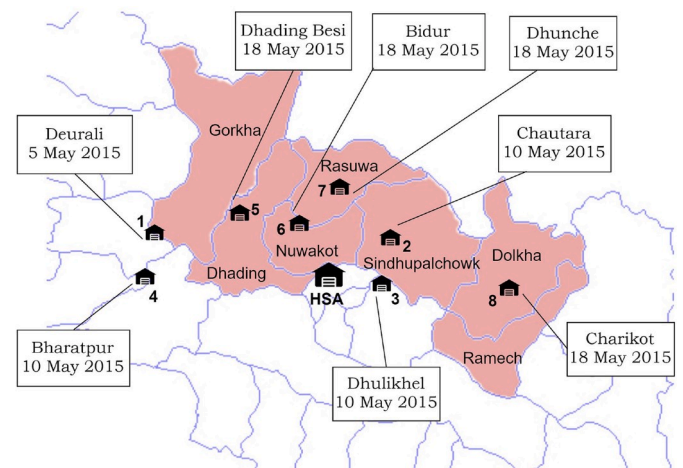 Dhading Besi
18 May 2015
Bidur
18 May 2015
Dhunche
18 May 2015
Deurali
5 May 2015
Chautara
10 May 2015
Gorkha
Rasuwa
7
5
1
6
2
Nuwakot
Dolkha
Sindhupalchowk
Dhading
4
HSA
3
8
Bharatpur
10 May 2015
Ramech
Charikot
18 May 2015
Dhulikhel
10 May 2015